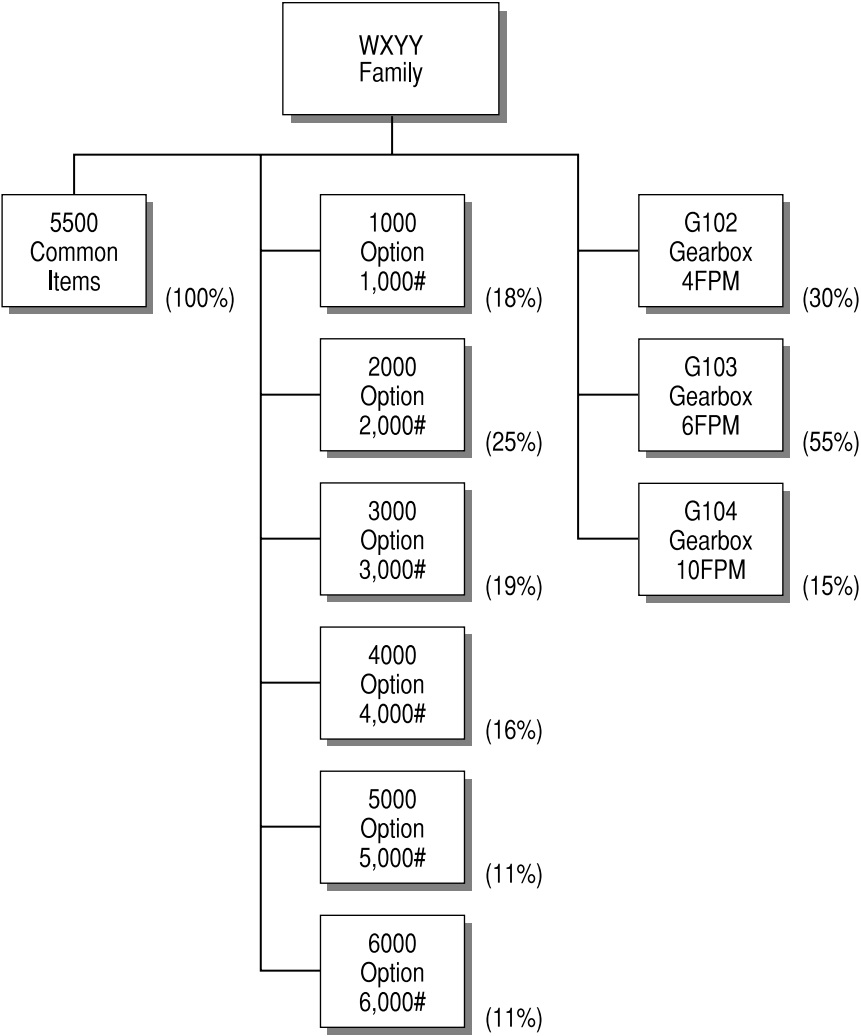 WXYY
Family
5500
Common
Items
(100%)
1000
Option
1,000#
(18%)
2000
Option
2,000#
(25%)
3000
Option
3,000#
(19%)
4000
Option
4,000#
(16%)
5000
Option
5,000#
(11%)
6000
Option
6,000#
(11%)
G102
Gearbox
4FPM
(30%)
G103
Gearbox
6FPM
(55%)
G104
Gearbox
10FPM
(15%)